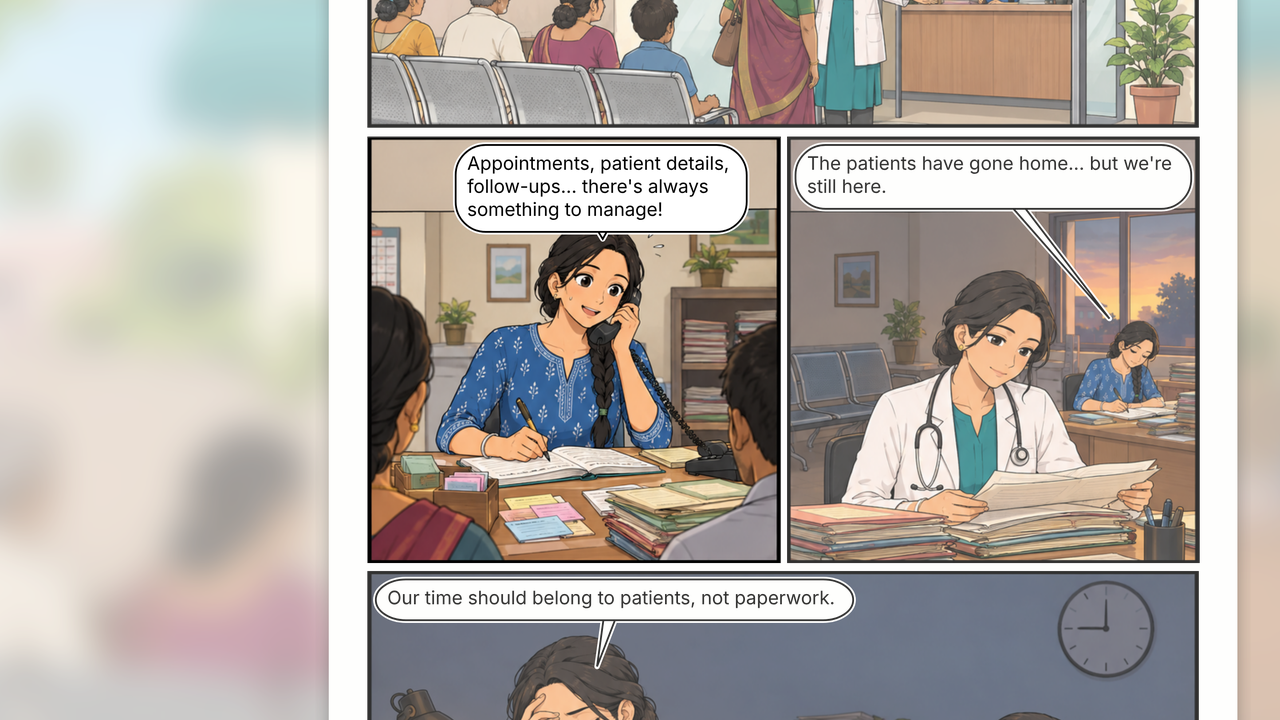 Appointments, patient details,
follow-ups... there's always
something to manage!
The patients have gone home... but we're
still here.
Our time should belong to patients, not paperwork.